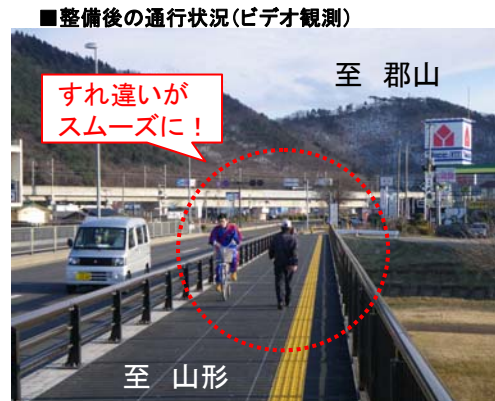 ■整備後の通行状況(ビデオ観測)
至 郡山
すれ違いが
スムーズに！
至 山形